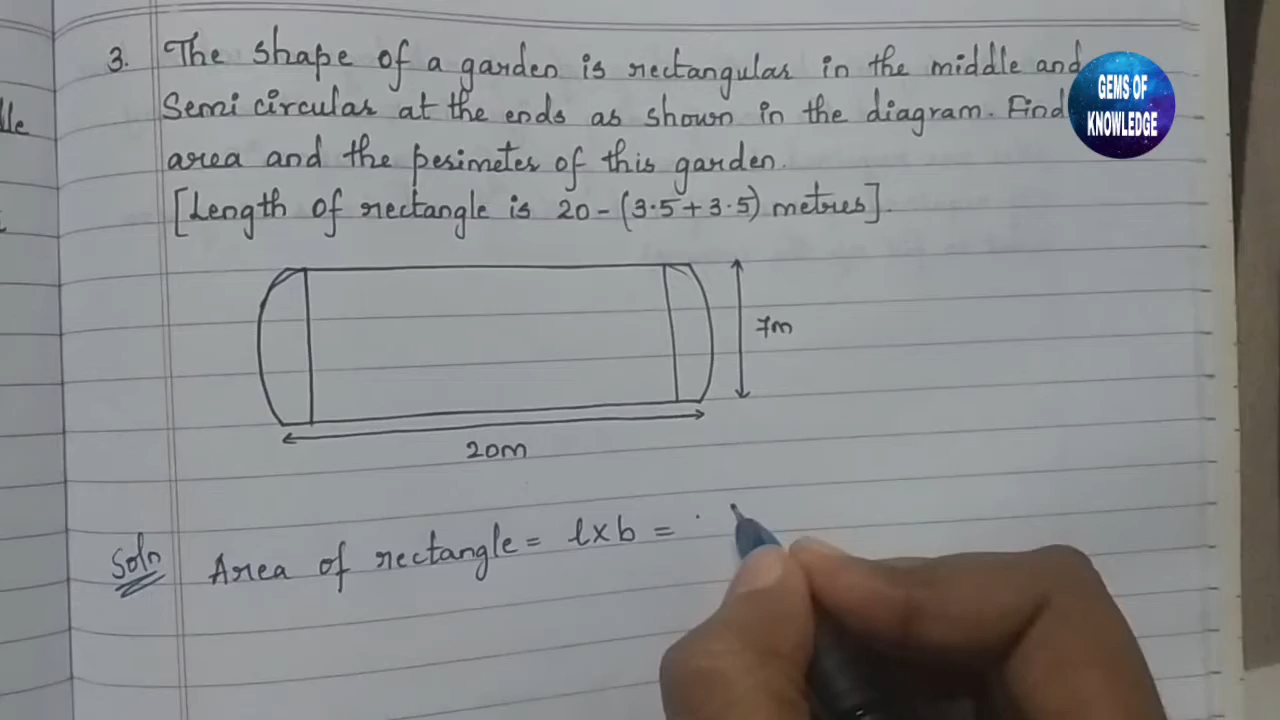 3. The shape of a garden is rectangular in the middle and
Semi circular at the ends as shown in the diagram. Find
area and the perimeter of this garden.
[Length of rectangle is 20 - (3.5 + 3.5) metres].
GEMS OF
KNOWLEDGE
7m
20m
Soln Area of rectangle = l x b =